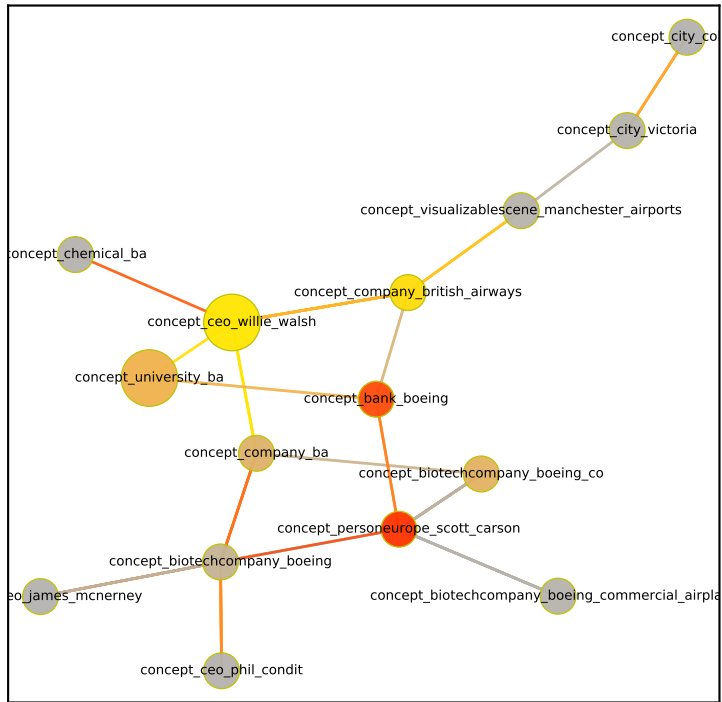 concept_city_co
concept_city_victoria
concept_visualizablescene_manchester_airports
concept_chemical_ba
concept_company_british_airways
concept_ceo_willie_walsh
concept_university_ba
concept_bank_boeing
concept_company_ba
concept_biotechcompany_boeing_co
concept_personeurope_scott_carson
concept_biotechcompany_boeing
eo_james_mcnerney
concept_biotechcompany_boeing_commercial_airpla
concept_ceo_phil_condit